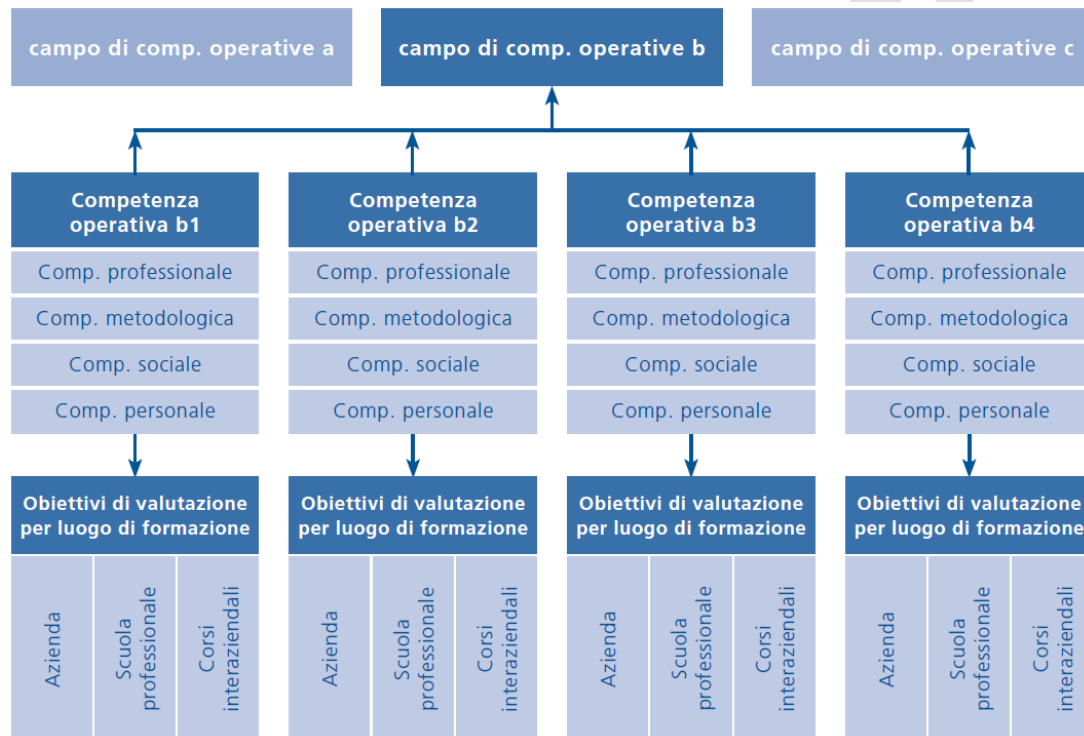 campo di comp. operative a
campo di comp. operative b
campo di comp. operative c
Competenza
operativa b1
Competenza
operativa b2
Competenza
operativa b3
Competenza
operativa b4
Comp. professionale
Comp. professionale
Comp. professionale
Comp. professionale
Comp. metodologica
Comp. metodologica
Comp. metodologica
Comp. metodologica
Comp. sociale
Comp. sociale
Comp. sociale
Comp. sociale
Comp. personale
Comp. personale
Comp. personale
Comp. personale
Obiettivi di valutazione
per luogo di formazione
Obiettivi di valutazione
per luogo di formazione
Obiettivi di valutazione
per luogo di formazione
Obiettivi di valutazione
per luogo di formazione
Azienda
Scuola
professionale
Corsi
interaziendali
Azienda
Scuola
professionale
Corsi
interaziendali
Azienda
Scuola
professionale
Corsi
interaziendali
Azienda
Scuola
professionale
Corsi
interaziendali